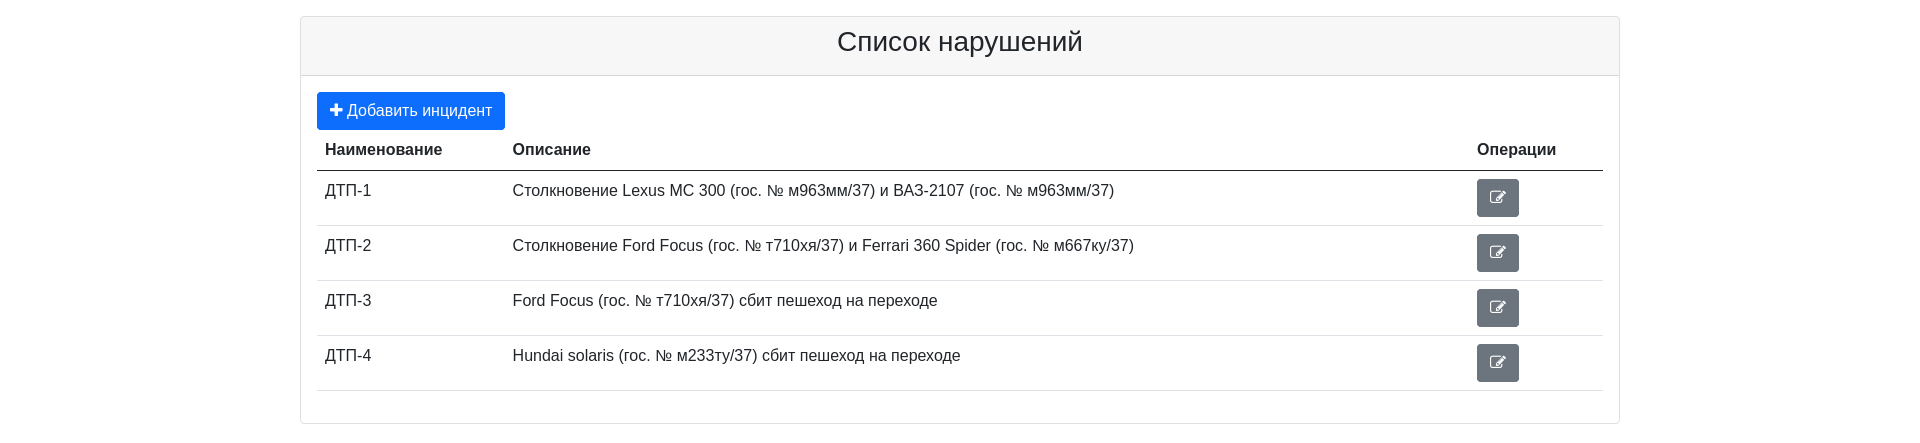 Список нарушений
Добавить инцидент
Наименование Описание Операции
ДТП-1 Столкновение Lexus МС 300 (гос. № м963мм/37) и ВАЗ-2107 (гос. № м963мм/37)
ДТП-2 Столкновение Ford Focus (гос. № т710хя/37) и Ferrari 360 Spider (гос. № м667ку/37)
ДТП-3 Ford Focus (гос. № т710хя/37) сбит пешеход на переходе
ДТП-4 Hundai solaris (гос. № м233ту/37) сбит пешеход на переходе